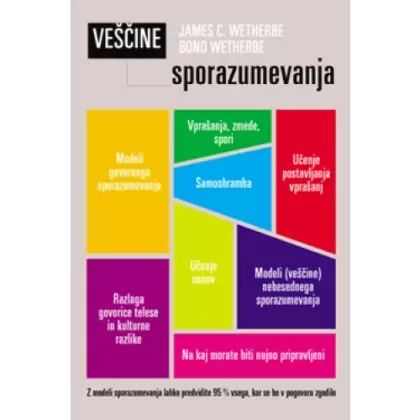 JAMES C. WETHERBE
BOND WETHERBE
VEŠČINE
sporazumevanja
Vprašanja, zmede,
spori
Modeli
govornega
sporazumevanja
Učenje
postavljanja
vprašanj
Samoobramba
Učenje
osnov
Modeli (veščine)
nebesednega
sporazumevanja
Razlaga
govorice telese
in kulturne
razlike
Na kaj morate biti nujno pripravljeni
Z modeli sporazumevanja lahko predvidite 95 % vsega, kar se bo v pogovoru zgodilo